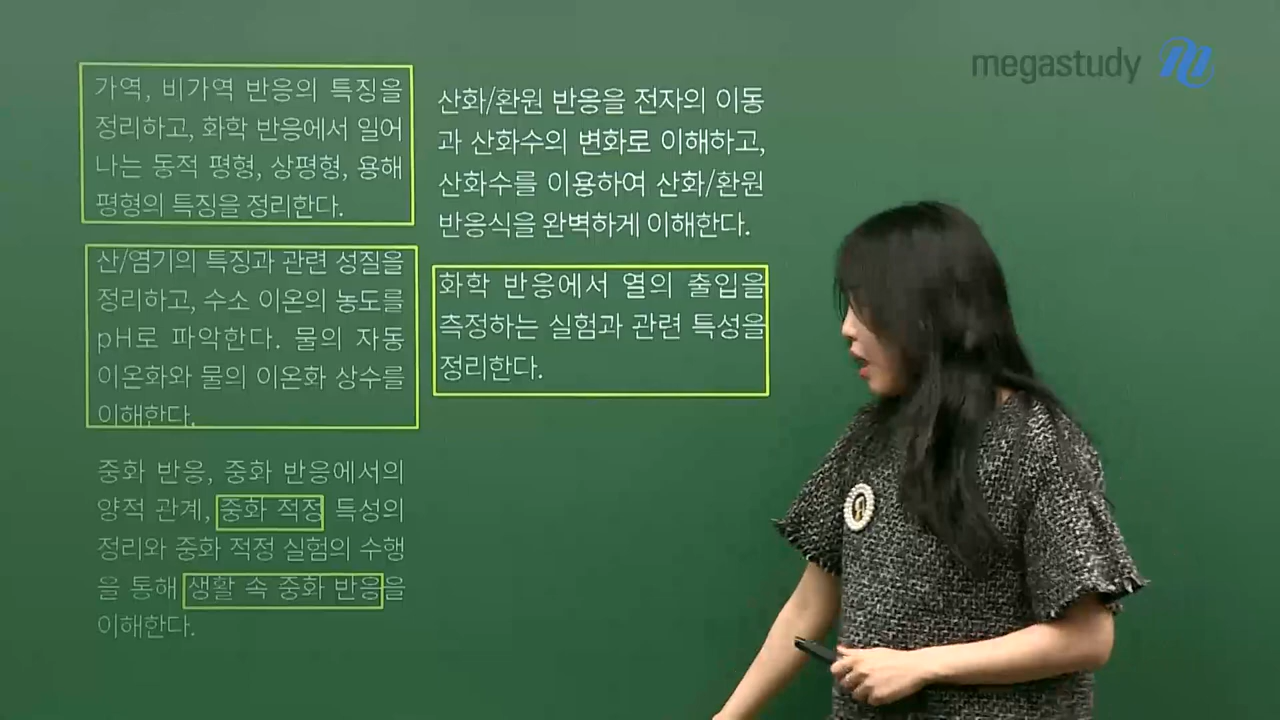 megastudy
가역, 비가역 반응의 특징을
정리하고, 화학 반응에서 일어
나는 동적 평형, 상평형, 용해
평형의 특징을 정리한다.
산/염기의 특징과 관련 성질을
정리하고, 수소 이온의 농도를
pH로 파악한다. 물의 자동
이온화와 물의 이온화 상수를
이해한다.
중화 반응, 중화 반응에서의
양적 관계, 중화 적정 특성의
정리와 중화 적정 실험의 수행
을 통해 생활 속 중화 반응을
이해한다.
산화/환원 반응을 전자의 이동
과 산화수의 변화로 이해하고,
산화수를 이용하여 산화/환원
반응식을 완벽하게 이해한다.
화학 반응에서 열의 출입을
측정하는 실험과 관련 특성을
정리한다.